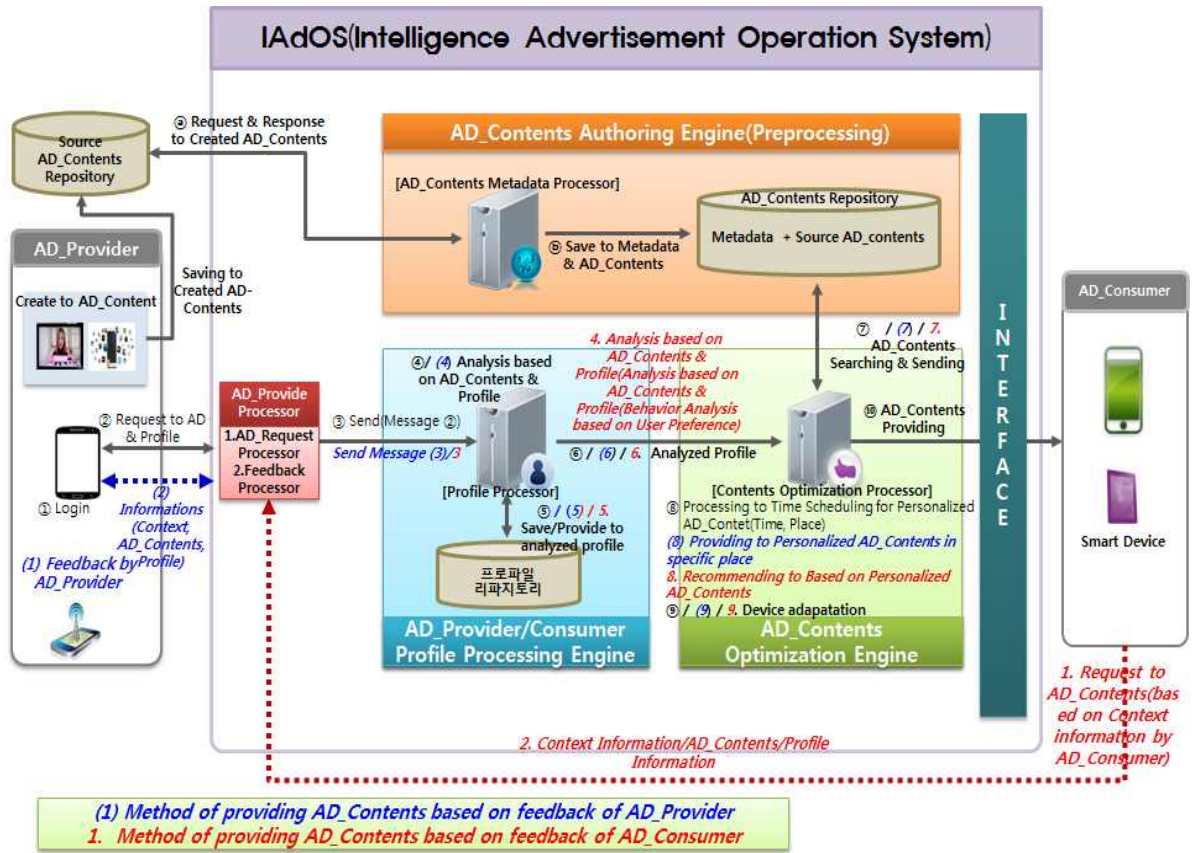 IAdOS(Intelligence Advertisement Operation System)
ⓐ Request & Response
to Created AD_Contents
Source
AD_Contents
Repository
AD_Provider
Create to AD_Content
Saving to
Created AD-
Contents
② Request to AD
& Profile
① Login
(2)
Informations
(Context,
AD_Contents,
Profile)
(1) Feedback by
AD_Provider
AD_Provide
Processor
1.AD_Request
Processor
2.Feedback
Processor
③ Send(Message ②)
Send Message (3)/3
AD_Contents Authoring Engine(Preprocessing)
[AD_Contents Metadata Processor]
ⓑ Save to Metadata
& AD_Contents
AD_Contents Repository
Metadata + Source AD_contents
④/ (4) Analysis based
on AD_Contents &
Profile
4. Analysis based on
AD_Contents &
Profile(Analysis based on
AD_Contents &
Profile(Behavior Analysis
based on User Preference)
⑥ / (6) / 6. Analyzed Profile
[Profile Processor]
⑤ / (5) / 5.
Save/Provide to
analyzed profile
프로파일
리파지토리
AD_Provider/Consumer
Profile Processing Engine
⑦ / (7) / 7.
AD_Contents
Searching & Sending
⑩ AD_Contents
Providing
[Contents Optimization Processor]
⑧ Processing to Time Scheduling for Personalized
AD_Contet(Time, Place)
(8) Providing to Personalized AD_Contents in
specific place
8. Recommending to Based on Personalized
AD_Contents
⑨ / (9) / 9. Device adapatation
AD_Contents
Optimization Engine
INTERFACE
AD_Consumer
Smart Device
1. Request to
AD_Contents(bas
ed on Context
information by
AD_Consumer)
2. Context Information/AD_Contents/Profile
Information
(1) Method of providing AD_Contents based on feedback of AD_Provider
1. Method of providing AD_Contents based on feedback of AD_Consumer